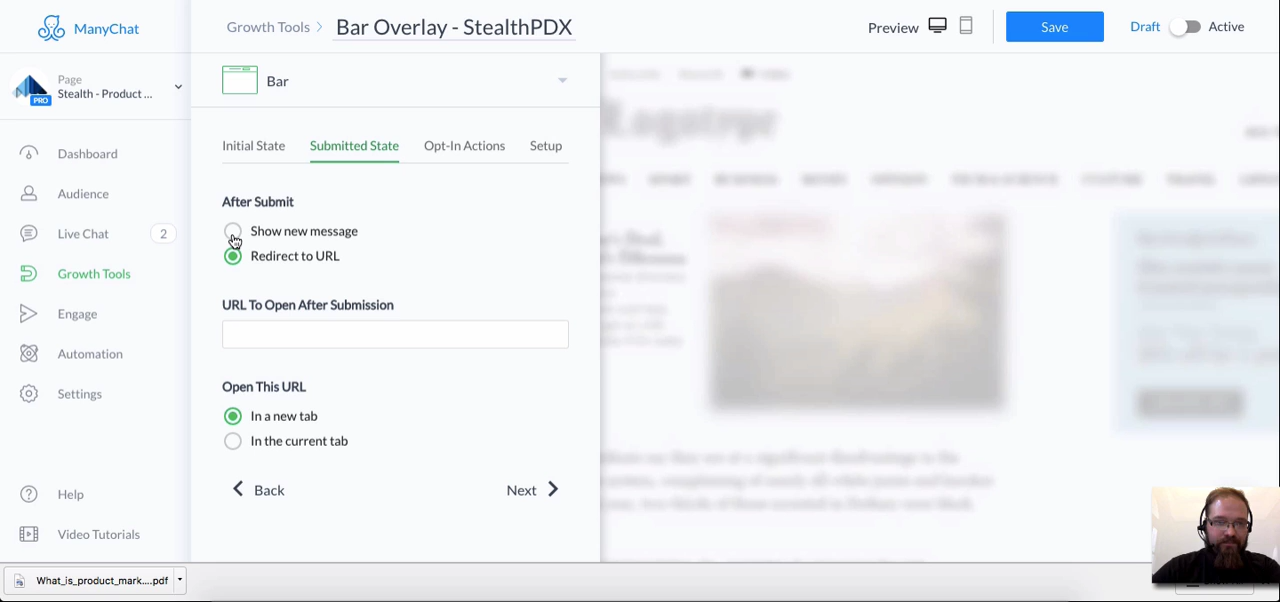 ManyChat
Growth Tools
Bar Overlay - StealthPDX
Preview
Save
Draft
Active
Page
Stealth - Product ...
PRO
Bar
Initial State
Submitted State
Opt-In Actions
Setup
Dashboard
Audience
Live Chat
2
Growth Tools
Engage
Automation
Settings
Help
Video Tutorials
After Submit
Show new message
Redirect to URL
URL To Open After Submission
Open This URL
In a new tab
In the current tab
Back
Next
Logotype
What_is_product_mark....pdf